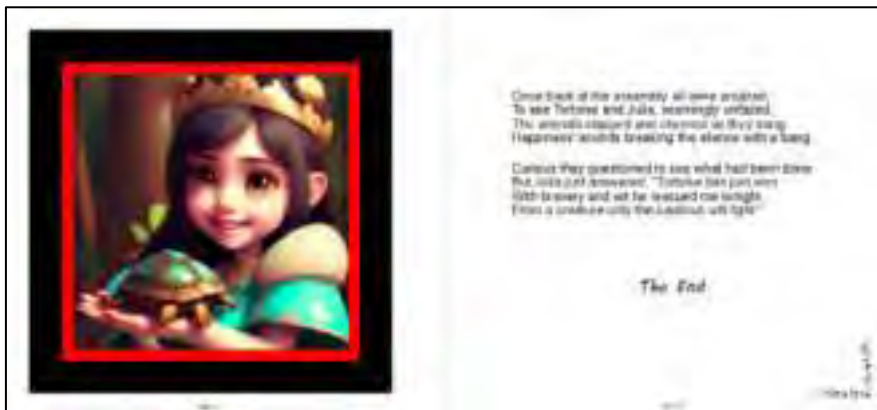 Once back at the assembly all were amazed,
To see Tortoise and Julia, seemingly unfazed,
The animals clapped and cheered as they sang
Happiness' sounds breaking the silence with a bang
Curious they questioned to see what had been done
But Julia just answered, "Tortoise has just won
With bravery and wit he rescued me tonight
From a creature only the will fight"
The End